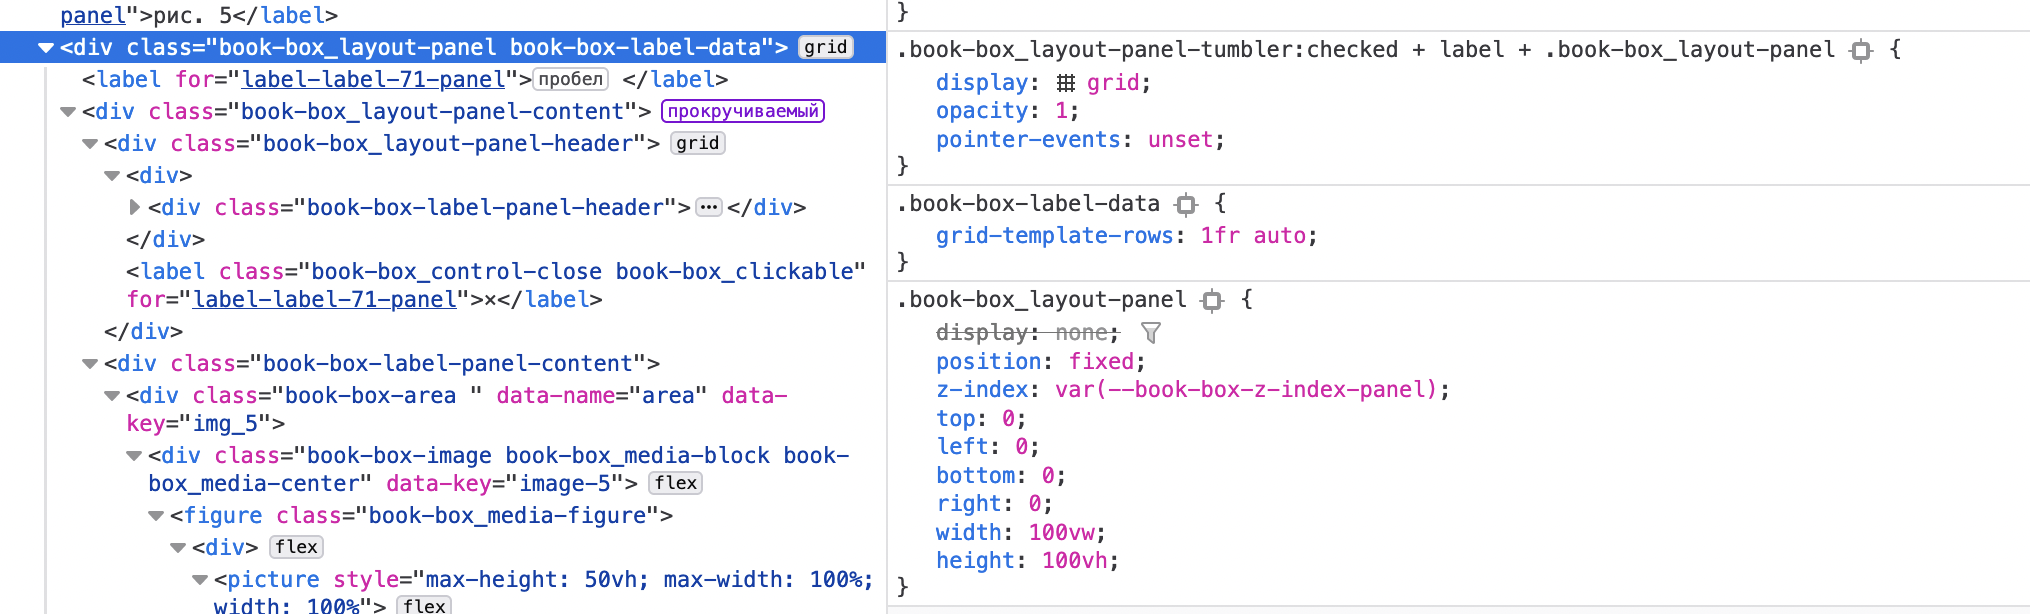 panel">рис. 5</label>
<div class="book-box_layout-panel book-box-label-data"> grid
<label for="label-label-71-panel">пробел </label>
<div class="book-box_layout-panel-content"> прокручиваемый
<div class="book-box_layout-panel-header"> grid
<div>
<div class="book-box-label-panel-header">…</div>
</div>
<label class="book-box_control-close book-box_clickable"
for="label-label-71-panel">×</label>
</div>
<div class="book-box-label-panel-content">
<div class="book-box-area " data-name="area" data-
key="img_5">
<div class="book-box-image book-box_media-block book-
box_media-center" data-key="image-5"> flex
<figure class="book-box_media-figure">
<div> flex
<picture style="max-height: 50vh; max-width: 100%;
width: 100%"> flex
}
.book-box_layout-panel-tumbler:checked + label + .book-box_layout-panel {
display: grid;
opacity: 1;
pointer-events: unset;
}
.book-box-label-data {
grid-template-rows: 1fr auto;
}
.book-box_layout-panel {
display: none;
position: fixed;
z-index: var(--book-box-z-index-panel);
top: 0;
left: 0;
bottom: 0;
right: 0;
width: 100vw;
height: 100vh;
}